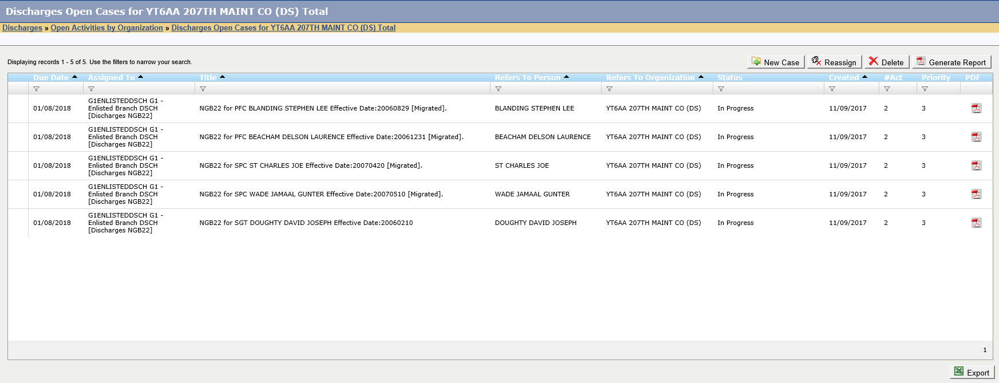 Discharges Open Cases for YT6AA 207TH MAINT CO (DS) Total
Discharges » Open Activities by Organization » Discharges Open Cases for YT6AA 207TH MAINT CO (DS) Total
Displaying records 1 - 5 of 5. Use the filters to narrow your search.
New Case Reassign Delete Generate Report
Due Date Assigned To Title Refers To Person Refers To Organization Status Created #Act Priority PDF
G1ENLISTEDDSCH G1 -
01/08/2018 Enlisted Branch DSCH NGB22 for PFC BLANDING STEPHEN LEE Effective Date:20060829 [Migrated]. BLANDING STEPHEN LEE YT6AA 207TH MAINT CO (DS) In Progress 11/09/2017 2 3
[Discharges NGB22]
G1ENLISTEDDSCH G1 -
01/08/2018 Enlisted Branch DSCH NGB22 for PFC BEACHAM DELSON LAURENCE Effective Date:20061231 [Migrated]. BEACHAM DELSON LAURENCE YT6AA 207TH MAINT CO (DS) In Progress 11/09/2017 2 3
[Discharges NGB22]
G1ENLISTEDDSCH G1 -
01/08/2018 Enlisted Branch DSCH NGB22 for SPC ST CHARLES JOE Effective Date:20070420 [Migrated]. ST CHARLES JOE YT6AA 207TH MAINT CO (DS) In Progress 11/09/2017 2 3
[Discharges NGB22]
G1ENLISTEDDSCH G1 -
01/08/2018 Enlisted Branch DSCH NGB22 for SPC WADE JAMAAL GUNTER Effective Date:20070510 [Migrated]. WADE JAMAAL GUNTER YT6AA 207TH MAINT CO (DS) In Progress 11/09/2017 2 3
[Discharges NGB22]
G1ENLISTEDDSCH G1 -
01/08/2018 Enlisted Branch DSCH NGB22 for SGT DOUGHTY DAVID JOSEPH Effective Date:20060210 DOUGHTY DAVID JOSEPH YT6AA 207TH MAINT CO (DS) In Progress 11/09/2017 2 3
[Discharges NGB22]
1
Export